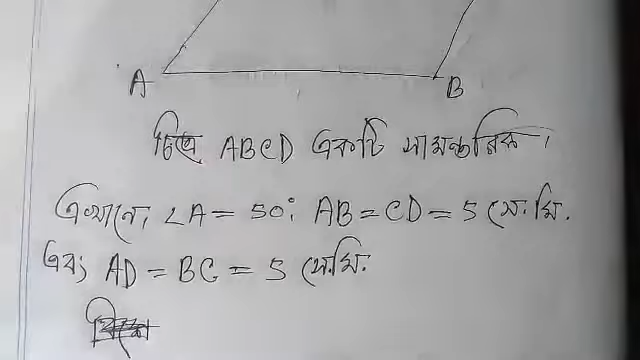 A B
চিত্রে ABCD একটি সামন্তরিক।
এখানে, ∠A = 50° AB = CD = 5 সে.মি.
এবং AD = BC = 5 সে.মি.